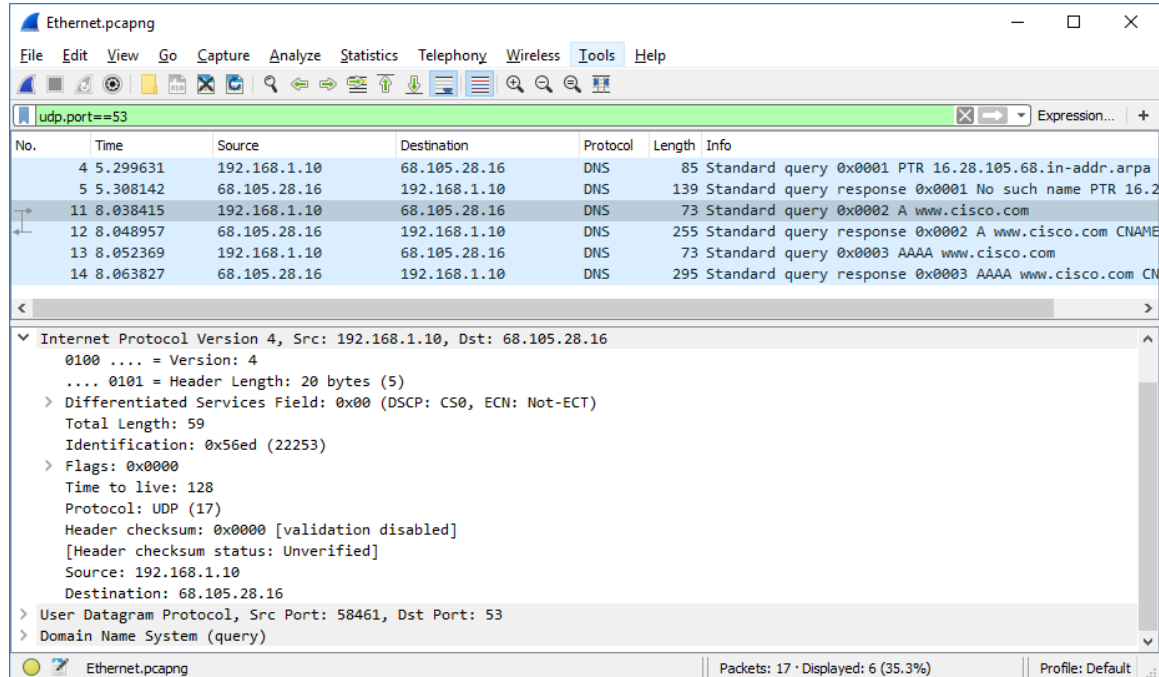 Ethernet.pcapng
File Edit View Go Capture Analyze Statistics Telephony Wireless Tools Help
udp.port==53 Expression... +
No. Time Source Destination Protocol Length Info
4 5.299631 192.168.1.10 68.105.28.16 DNS 85 Standard query 0x0001 PTR 16.28.105.68.in-addr.arpa
5 5.308142 68.105.28.16 192.168.1.10 DNS 139 Standard query response 0x0001 No such name PTR 16.2
11 8.038415 192.168.1.10 68.105.28.16 DNS 73 Standard query 0x0002 A www.cisco.com
12 8.048957 68.105.28.16 192.168.1.10 DNS 255 Standard query response 0x0002 A www.cisco.com CNAME
13 8.052369 192.168.1.10 68.105.28.16 DNS 73 Standard query 0x0003 AAAA www.cisco.com
14 8.063827 68.105.28.16 192.168.1.10 DNS 295 Standard query response 0x0003 AAAA www.cisco.com CN
Internet Protocol Version 4, Src: 192.168.1.10, Dst: 68.105.28.16
0100 .... = Version: 4
.... 0101 = Header Length: 20 bytes (5)
> Differentiated Services Field: 0x00 (DSCP: CS0, ECN: Not-ECT)
Total Length: 59
Identification: 0x56ed (22253)
> Flags: 0x0000
Time to live: 128
Protocol: UDP (17)
Header checksum: 0x0000 [validation disabled]
[Header checksum status: Unverified]
Source: 192.168.1.10
Destination: 68.105.28.16
> User Datagram Protocol, Src Port: 58461, Dst Port: 53
> Domain Name System (query)
Ethernet.pcapng Packets: 17 · Displayed: 6 (35.3%) Profile: Default